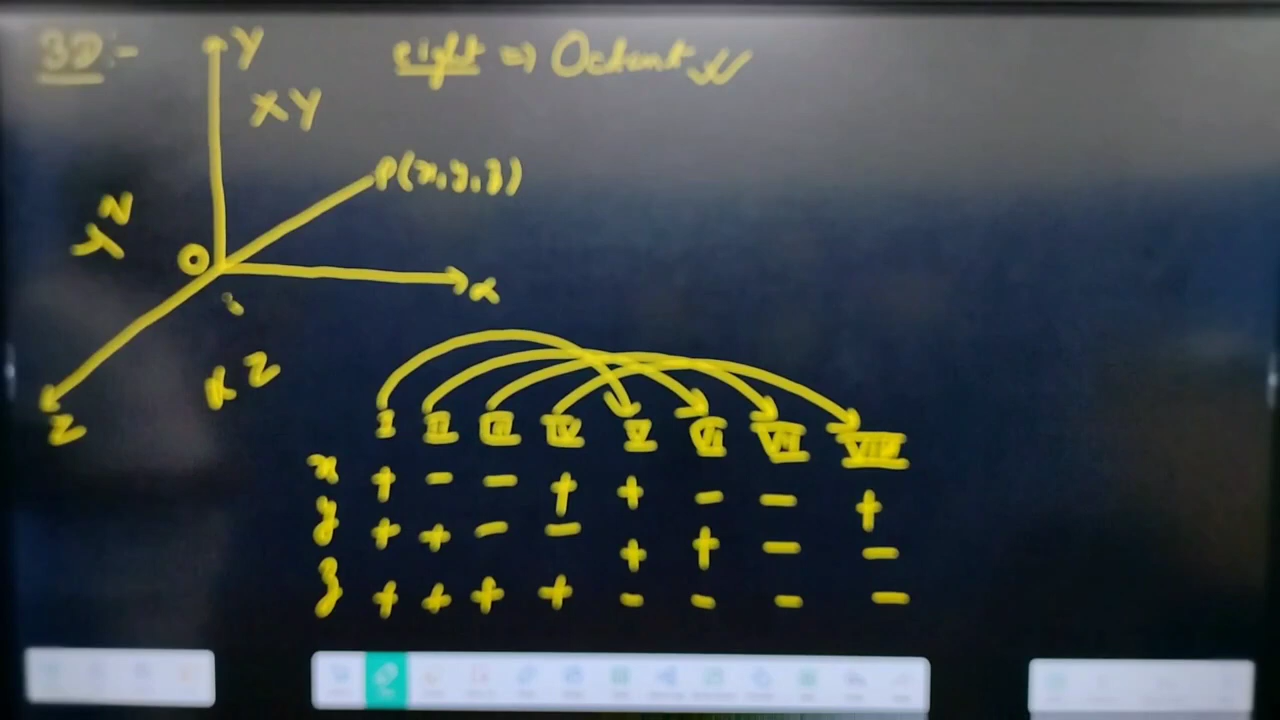 3D:-
Y
eight => Octant
XY
P(x,y,z)
YZ
O
x
XZ
Z
I II III IV V VI VII VIII
x + - - + + - - +
y + + - - + + - -
z + + + + - - - -